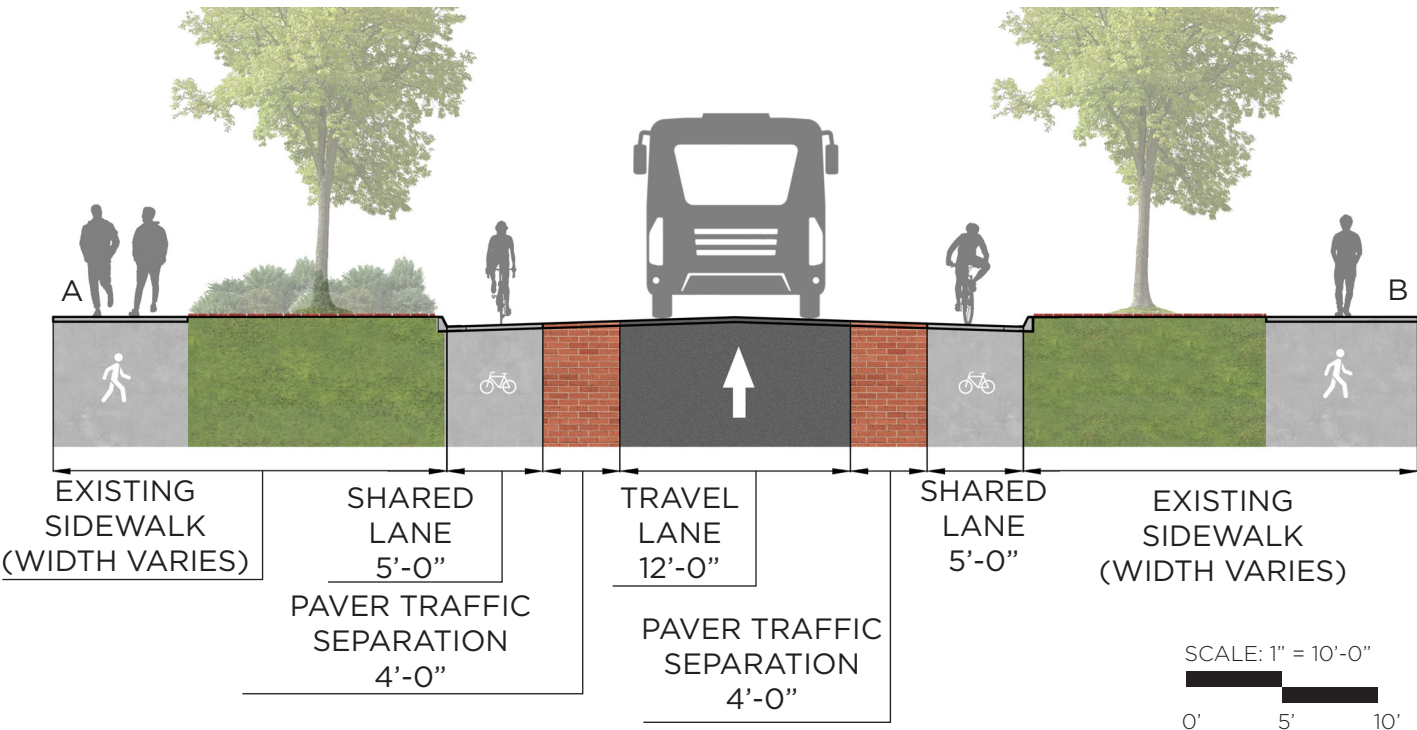 A
B
EXISTING
SIDEWALK
(WIDTH VARIES)
SHARED
LANE
5’-0”
PAVER TRAFFIC
SEPARATION
4’-0”
TRAVEL
LANE
12’-0”
PAVER TRAFFIC
SEPARATION
4’-0”
SHARED
LANE
5’-0”
EXISTING
SIDEWALK
(WIDTH VARIES)
SCALE: 1” = 10’-0”
0’ 5’ 10’